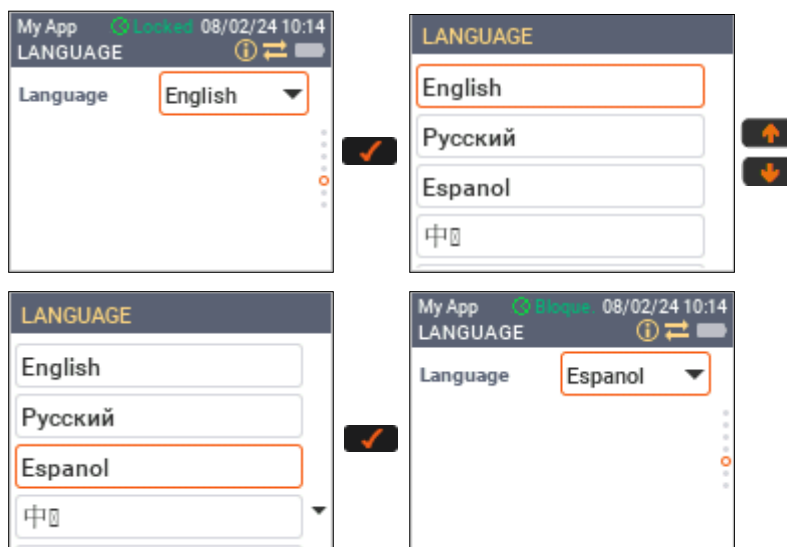 My App Locked 08/02/24 10:14
LANGUAGE
Language English
LANGUAGE
English
Русский
Espanol
中
LANGUAGE
English
Русский
Espanol
中
My App Bloque. 08/02/24 10:14
LANGUAGE
Language Espanol